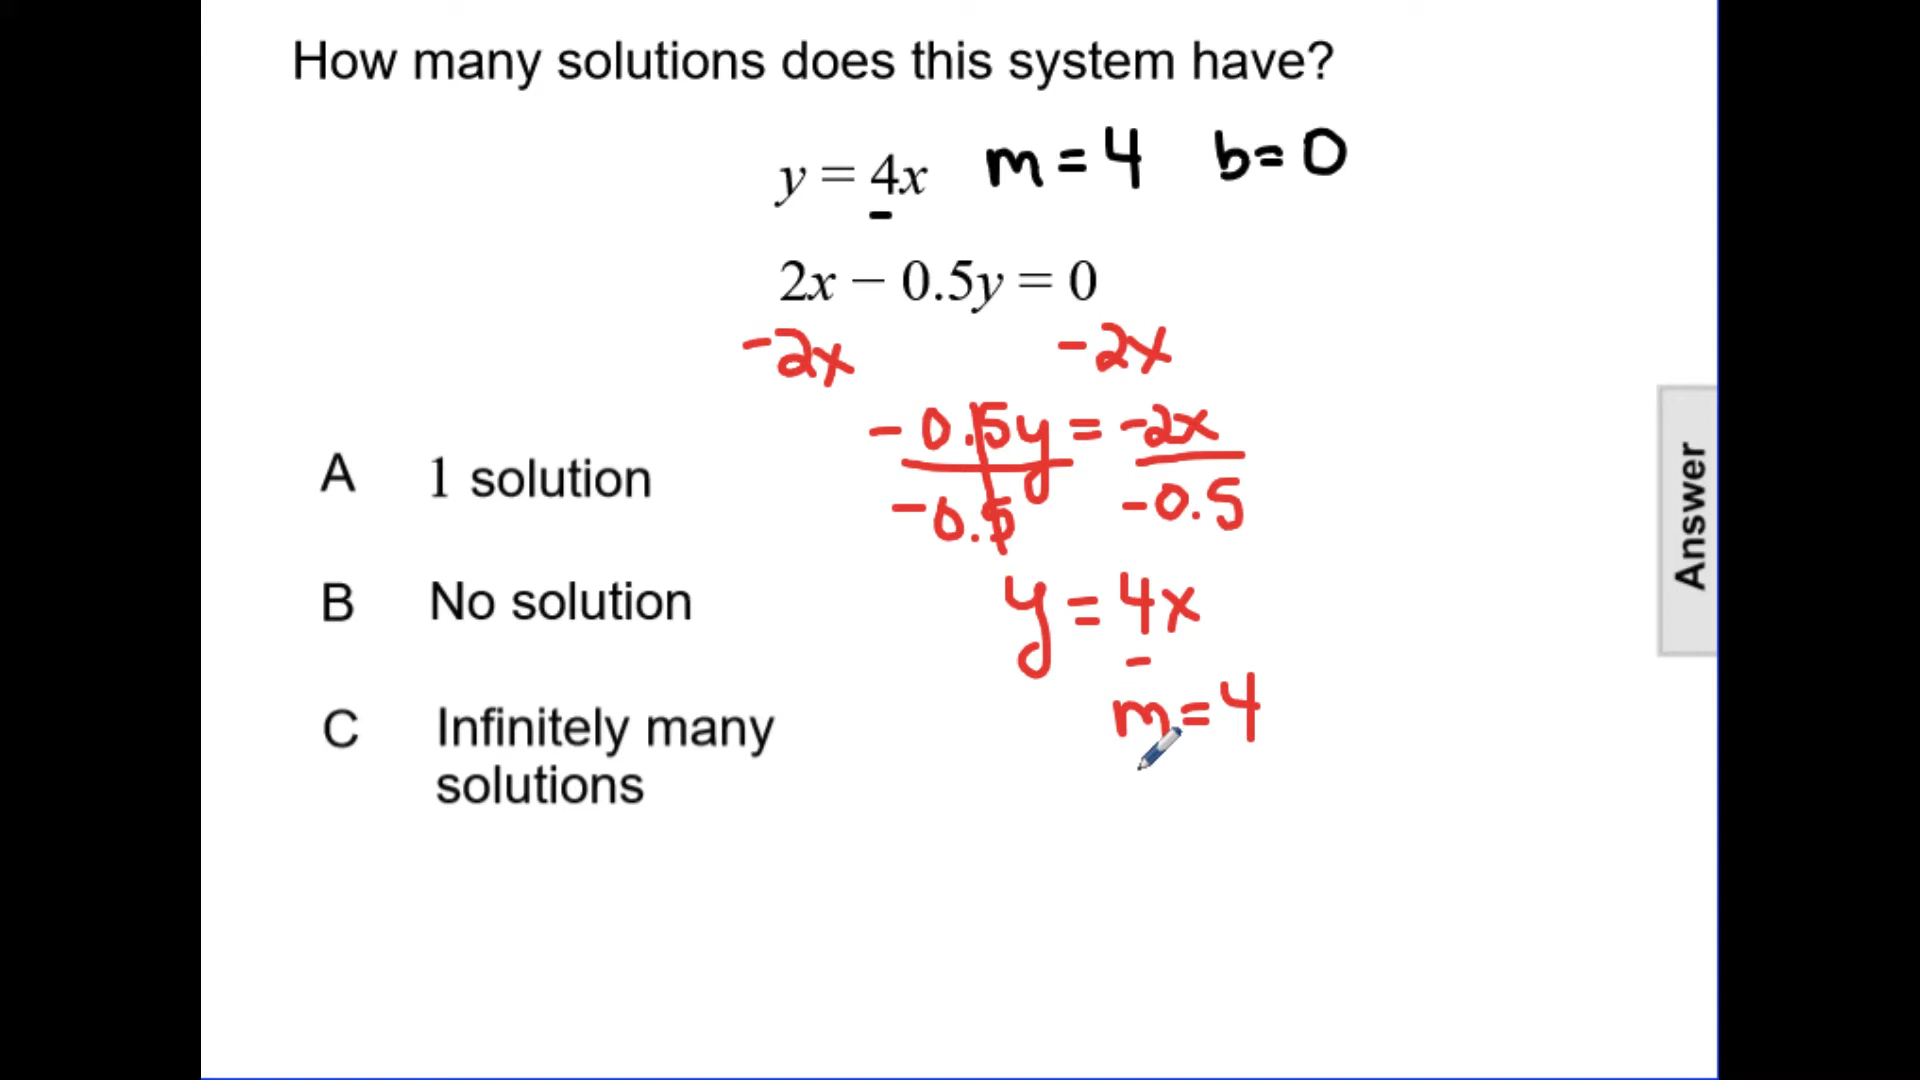 How many solutions does this system have?
y = 4x m = 4 b = 0
2x − 0.5y = 0
-2x -2x
-0.5y = -2x
-0.5 -0.5
y = 4x
m = 4
A 1 solution
B No solution
C Infinitely many
solutions
Answer